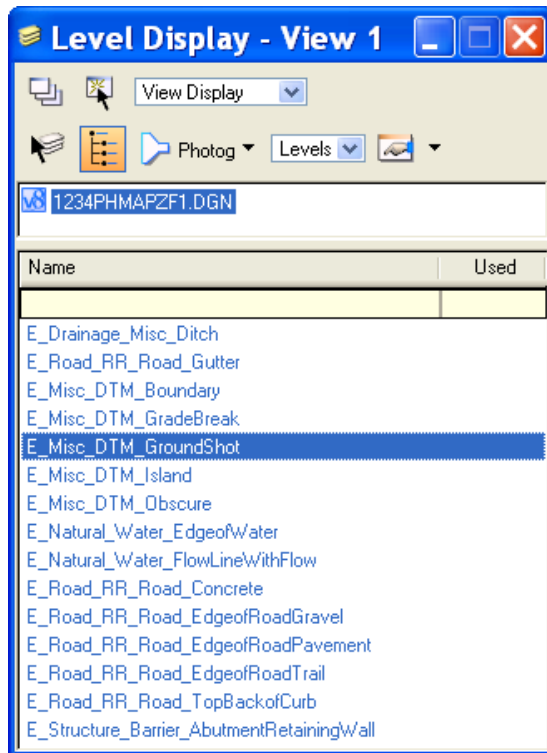 Level Display - View 1
View Display
Photog Levels
v8 1234PHMAPZF1.DGN
Name Used
E_Drainage_Misc_Ditch
E_Road_RR_Road_Gutter
E_Misc_DTM_Boundary
E_Misc_DTM_GradeBreak
E_Misc_DTM_GroundShot
E_Misc_DTM_Island
E_Misc_DTM_Obscure
E_Natural_Water_EdgeofWater
E_Natural_Water_FlowLineWithFlow
E_Road_RR_Road_Concrete
E_Road_RR_Road_EdgeofRoadGravel
E_Road_RR_Road_EdgeofRoadPavement
E_Road_RR_Road_EdgeofRoadTrail
E_Road_RR_Road_TopBackofCurb
E_Structure_Barrier_AbutmentRetainingWall